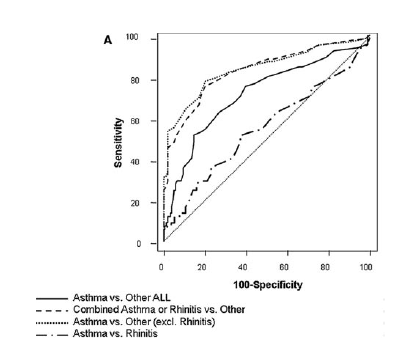 A
100
80
60
40
20
0
Sensitivity
0 20 40 60 80 100
100-Specificity
Asthma vs. Other ALL
Combined Asthma or Rhinitis vs. Other
Asthma vs. Other (excl. Rhinitis)
Asthma vs. Rhinitis